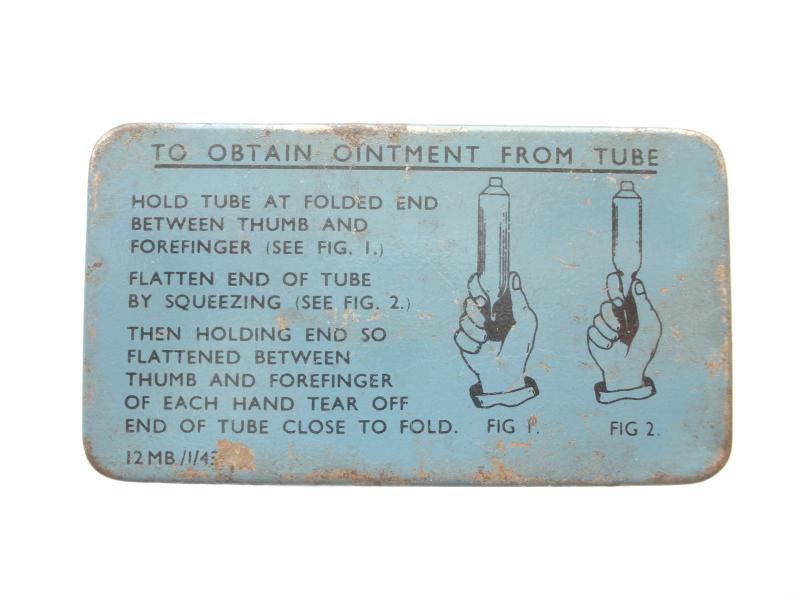 TO OBTAIN OINTMENT FROM TUBE
HOLD TUBE AT FOLDED END
BETWEEN THUMB AND
FOREFINGER (SEE FIG. 1.)
FLATTEN END OF TUBE
BY SQUEEZING (SEE FIG. 2.)
THEN HOLDING END SO
FLATTENED BETWEEN
THUMB AND FOREFINGER
OF EACH HAND TEAR OFF
END OF TUBE CLOSE TO FOLD.
FIG 1.
FIG 2.
12MB/1/43